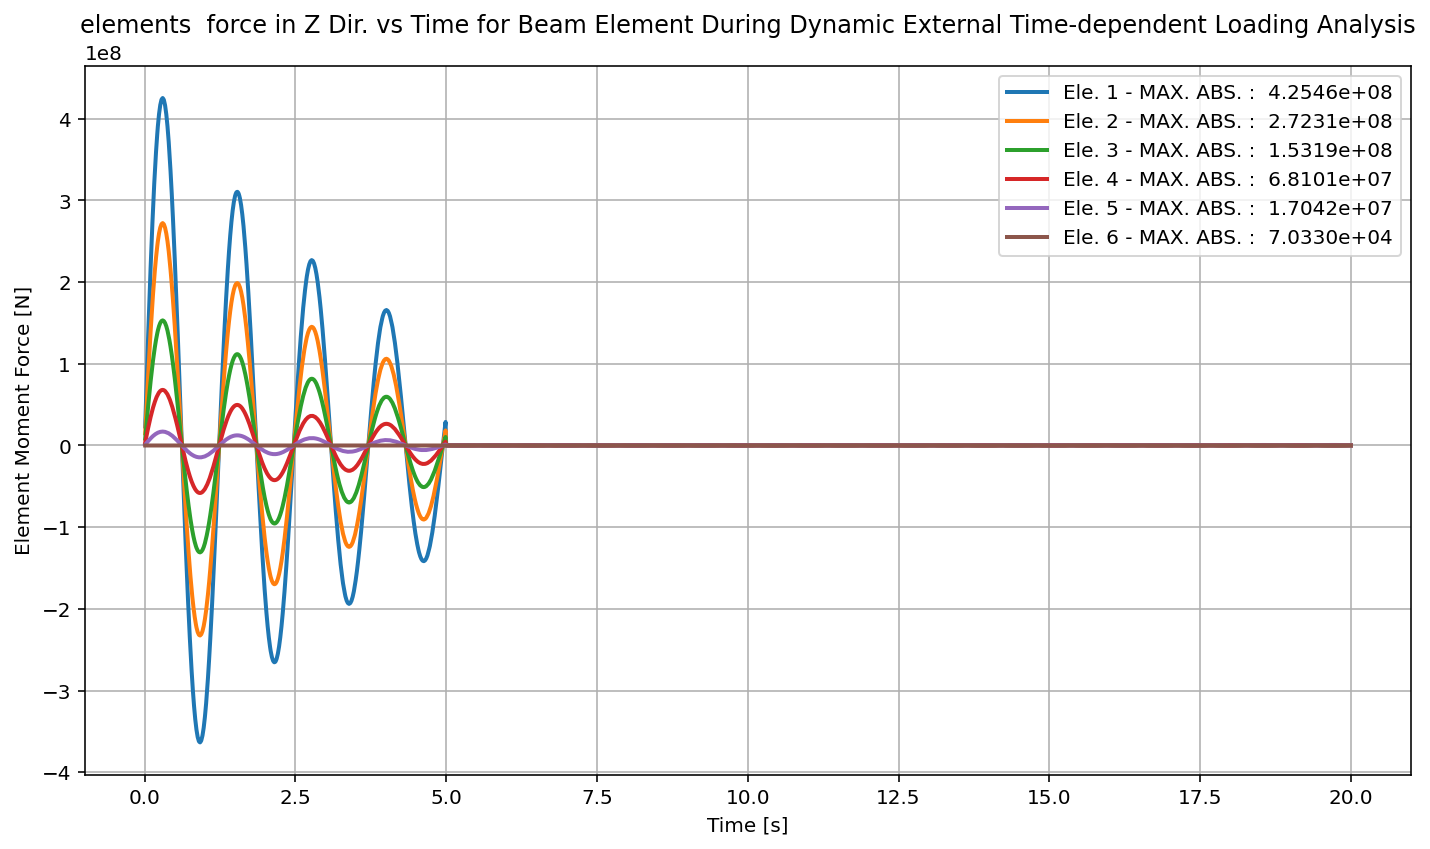 elements  force in Z Dir. vs Time for Beam Element During Dynamic External Time-dependent Loading Analysis
1e8
Ele. 1 - MAX. ABS. :  4.2546e+08
Ele. 2 - MAX. ABS. :  2.7231e+08
Ele. 3 - MAX. ABS. :  1.5319e+08
Ele. 4 - MAX. ABS. :  6.8101e+07
Ele. 5 - MAX. ABS. :  1.7042e+07
Ele. 6 - MAX. ABS. :  7.0330e+04
4
3
2
1
0
−1
−2
−3
−4
Element Moment Force [N]
0.0 2.5 5.0 7.5 10.0 12.5 15.0 17.5 20.0
Time [s]